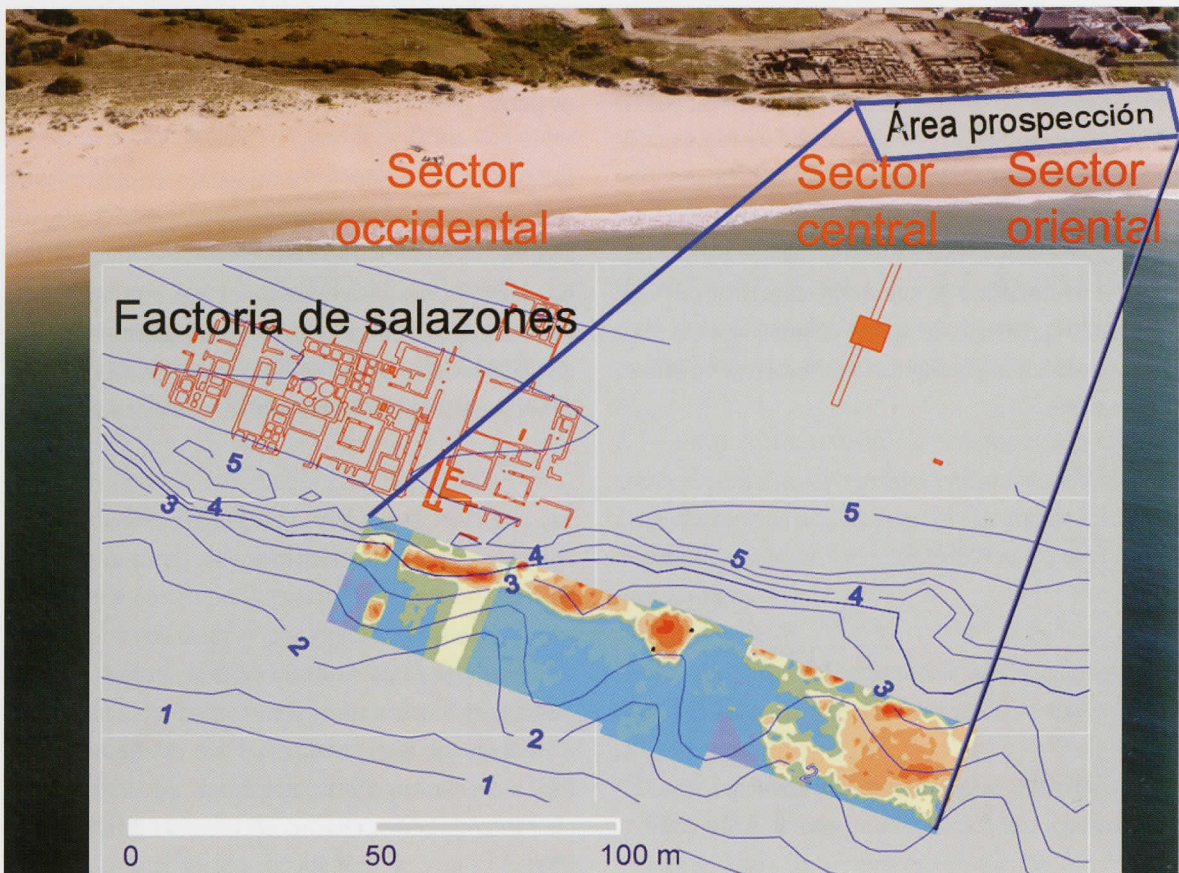 Área prospección
Sector
occidental
Sector
central
Sector
oriental
Factoria de salazones
5
3
4
5
4
5
3
4
2
3
1
2
2
1
0
50
100 m